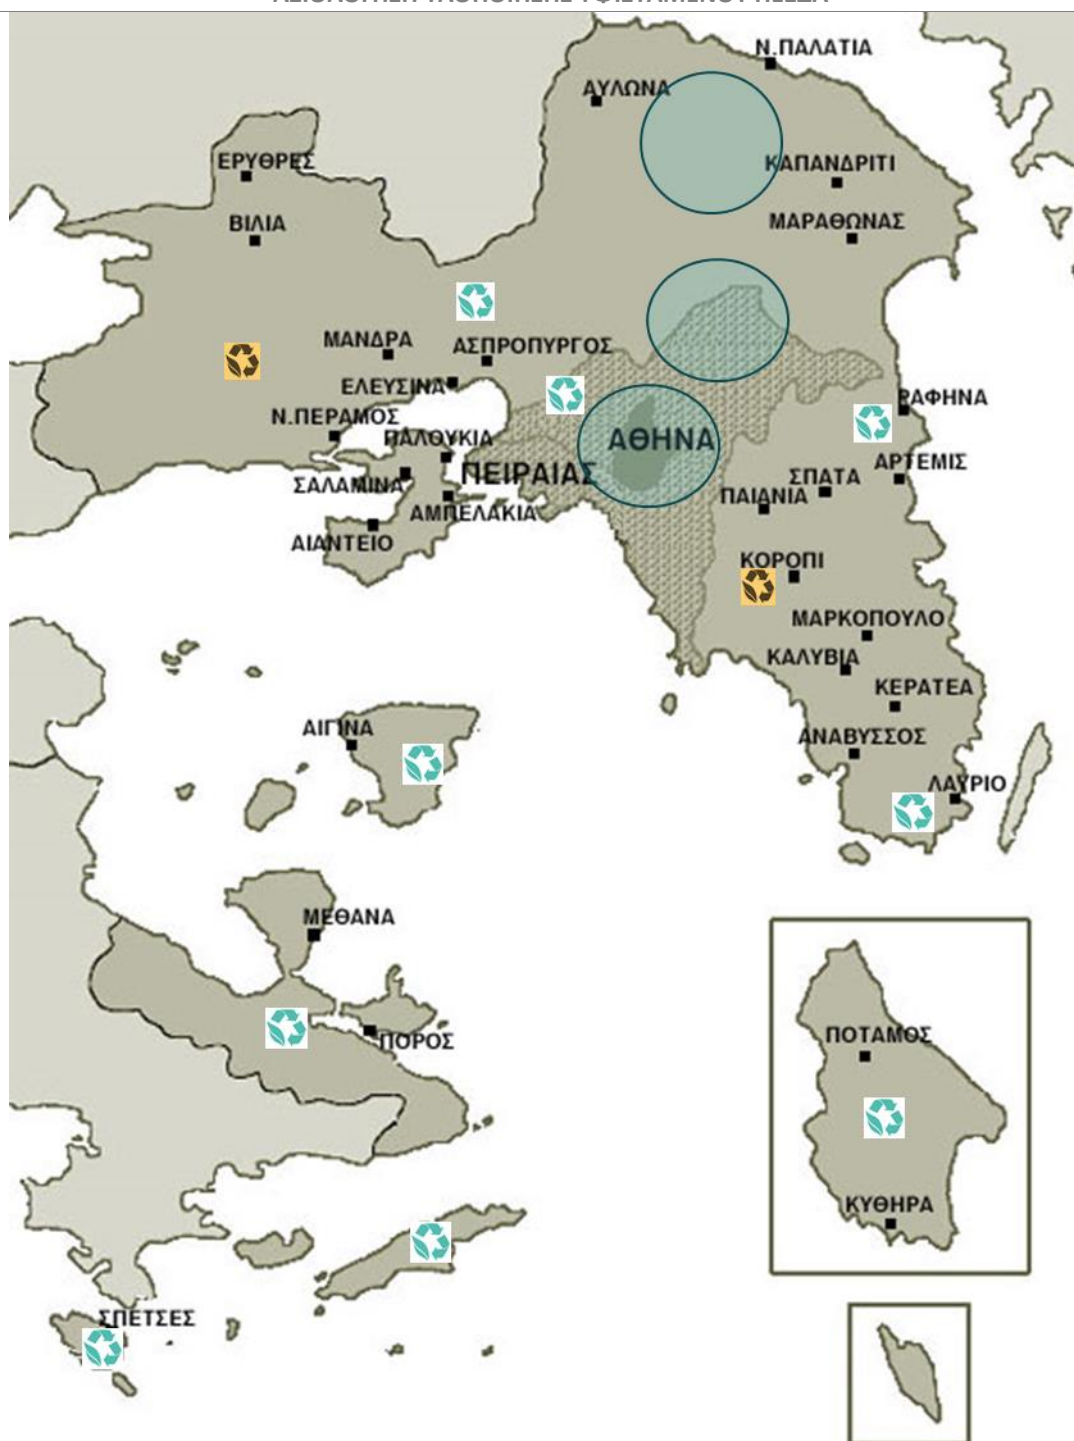 Ν.ΠΑΛΑΤΙΑ
ΑΥΛΩΝΑ
ΕΡΥΘΡΕΣ
ΚΑΠΑΝΔΡΙΤΙ
ΒΙΛΙΑ
ΜΑΡΑΘΩΝΑΣ
ΜΑΝΔΡΑ
ΑΣΠΡΟΠΥΡΓΟΣ
ΕΛΕΥΣΙΝΑ
ΡΑΦΗΝΑ
Ν.ΠΕΡΑΜΟΣ
ΠΑΛΟΥΚΙΑ
ΑΘΗΝΑ
ΑΡΤΕΜΙΣ
ΠΕΙΡΑΙΑΣ
ΣΠΑΤΑ
ΣΑΛΑΜΙΝΑ
ΠΑΙΑΝΙΑ
ΑΜΠΕΛΑΚΙΑ
ΑΙΑΝΤΕΙΟ
ΚΟΡΟΠΙ
ΜΑΡΚΟΠΟΥΛΟ
ΚΑΛΥΒΙΑ
ΚΕΡΑΤΕΑ
ΑΙΓΙΝΑ
ΑΝΑΒΥΣΣΟΣ
ΛΑΥΡΙΟ
ΜΕΘΑΝΑ
ΠΟΤΑΜΟΣ
ΠΟΡΟΣ
ΚΥΘΗΡΑ
ΣΠΕΤΣΕΣ